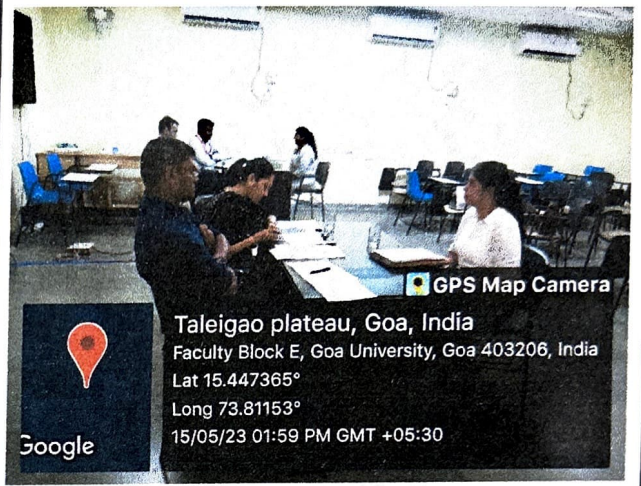 GPS Map Camera
Taleigao plateau, Goa, India
Faculty Block E, Goa University, Goa 403206, India
Lat 15.447365°
Long 73.81153°
15/05/23 01:59 PM GMT +05:30
Google